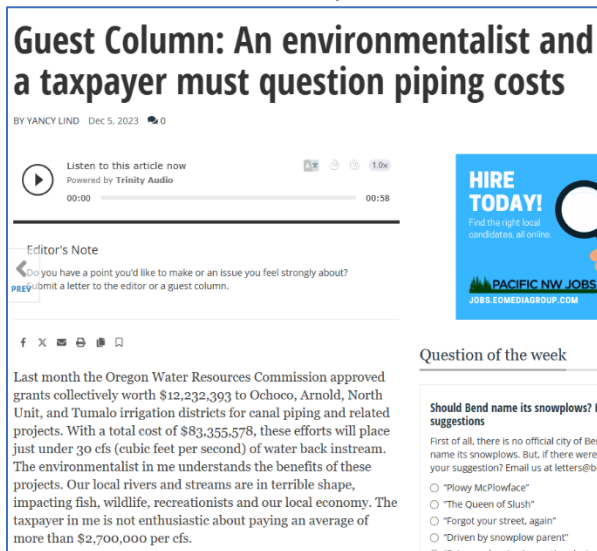 Guest Column: An environmentalist and
a taxpayer must question piping costs
BY YANCY LIND Dec 5, 2023 0
Listen to this article now
Powered by Trinity Audio
1.0x
00:00 00:58
Editor's Note
Do you have a point you'd like to make or an issue you feel strongly about?
Submit a letter to the editor or a guest column.
PREV
Last month the Oregon Water Resources Commission approved
grants collectively worth $12,232,393 to Ochoco, Arnold, North
Unit, and Tumalo irrigation districts for canal piping and related
projects. With a total cost of $83,355,578, these efforts will place
just under 30 cfs (cubic feet per second) of water back instream.
The environmentalist in me understands the benefits of these
projects. Our local rivers and streams are in terrible shape,
impacting fish, wildlife, recreationists and our local economy. The
taxpayer in me is not enthusiastic about paying an average of
more than $2,700,000 per cfs.
HIRE
TODAY!
Find the right local
candidates, all online.
PACIFIC NW JOBS
JOBS.EOMEDIAGROUP.COM
Question of the week
Should Bend name its snowplows?
suggestions
First of all, there is no official city of
name its snowplows. But, if there were
your suggestion? Email us at
"Plowy McPlowface"
"The Queen of Slush"
"Forgot your street, again"
"Driven by snowplow parent"